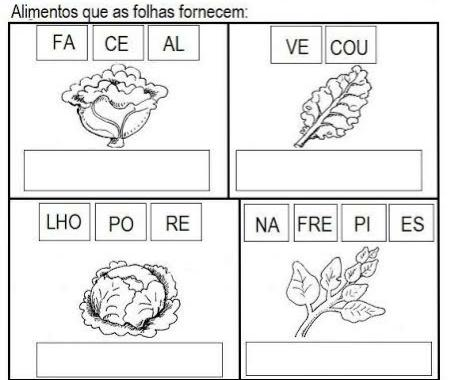 Alimentos que as folhas fornecem:
FA CE AL
VE COU
LHO PO RE
NA FRE PI ES